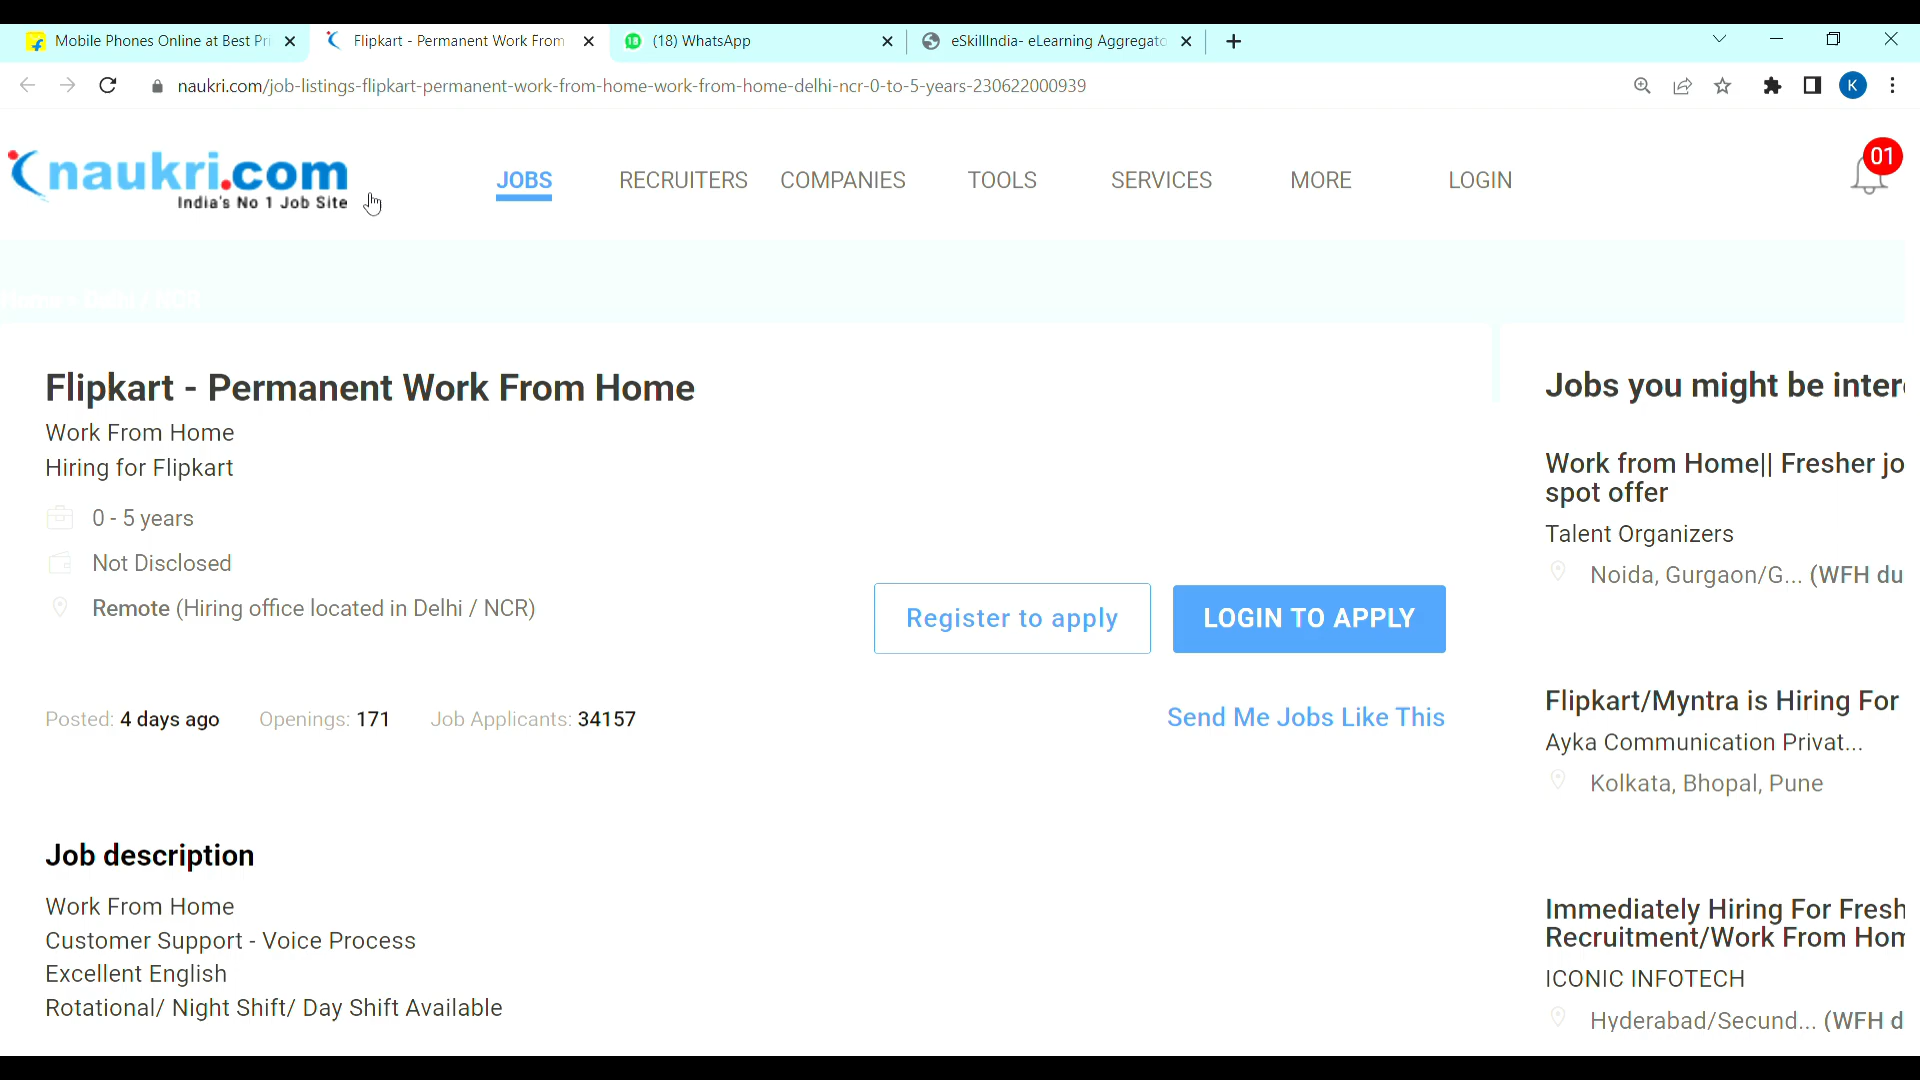 Mobile Phones Online at Best Pri
Flipkart - Permanent Work From
(18) WhatsApp
eSkillIndia- eLearning Aggregato
naukri.com/job-listings-flipkart-permanent-work-from-home-work-from-home-delhi-ncr-0-to-5-years-230622000939
K
naukri.com
India's No 1 Job Site
JOBS
RECRUITERS
COMPANIES
TOOLS
SERVICES
MORE
LOGIN
01
Home > Delhi / NCR
Flipkart - Permanent Work From Home
Work From Home
Hiring for Flipkart
0 - 5 years
Not Disclosed
Remote (Hiring office located in Delhi / NCR)
Register to apply
LOGIN TO APPLY
Posted: 4 days ago
Openings: 171
Job Applicants: 34157
Send Me Jobs Like This
Job description
Work From Home
Customer Support - Voice Process
Excellent English
Rotational/ Night Shift/ Day Shift Available
Jobs you might be inter
Work from Home|| Fresher jo
spot offer
Talent Organizers
Noida, Gurgaon/G... (WFH du
Flipkart/Myntra is Hiring For
Ayka Communication Privat...
Kolkata, Bhopal, Pune
Immediately Hiring For Fresh
Recruitment/Work From Hom
ICONIC INFOTECH
Hyderabad/Secund... (WFH d